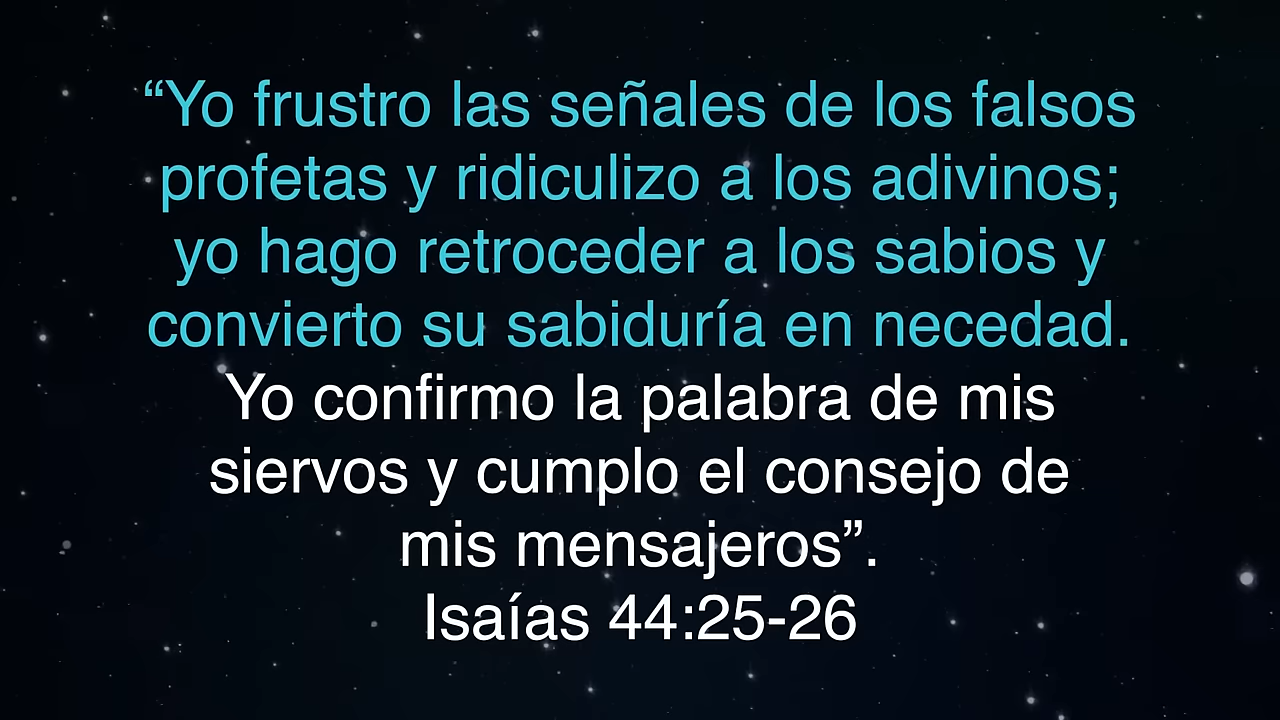 “Yo frustro las señales de los falsos
profetas y ridiculizo a los adivinos;
yo hago retroceder a los sabios y
convierto su sabiduría en necedad.
Yo confirmo la palabra de mis
siervos y cumplo el consejo de
mis mensajeros”.
Isaías 44:25-26